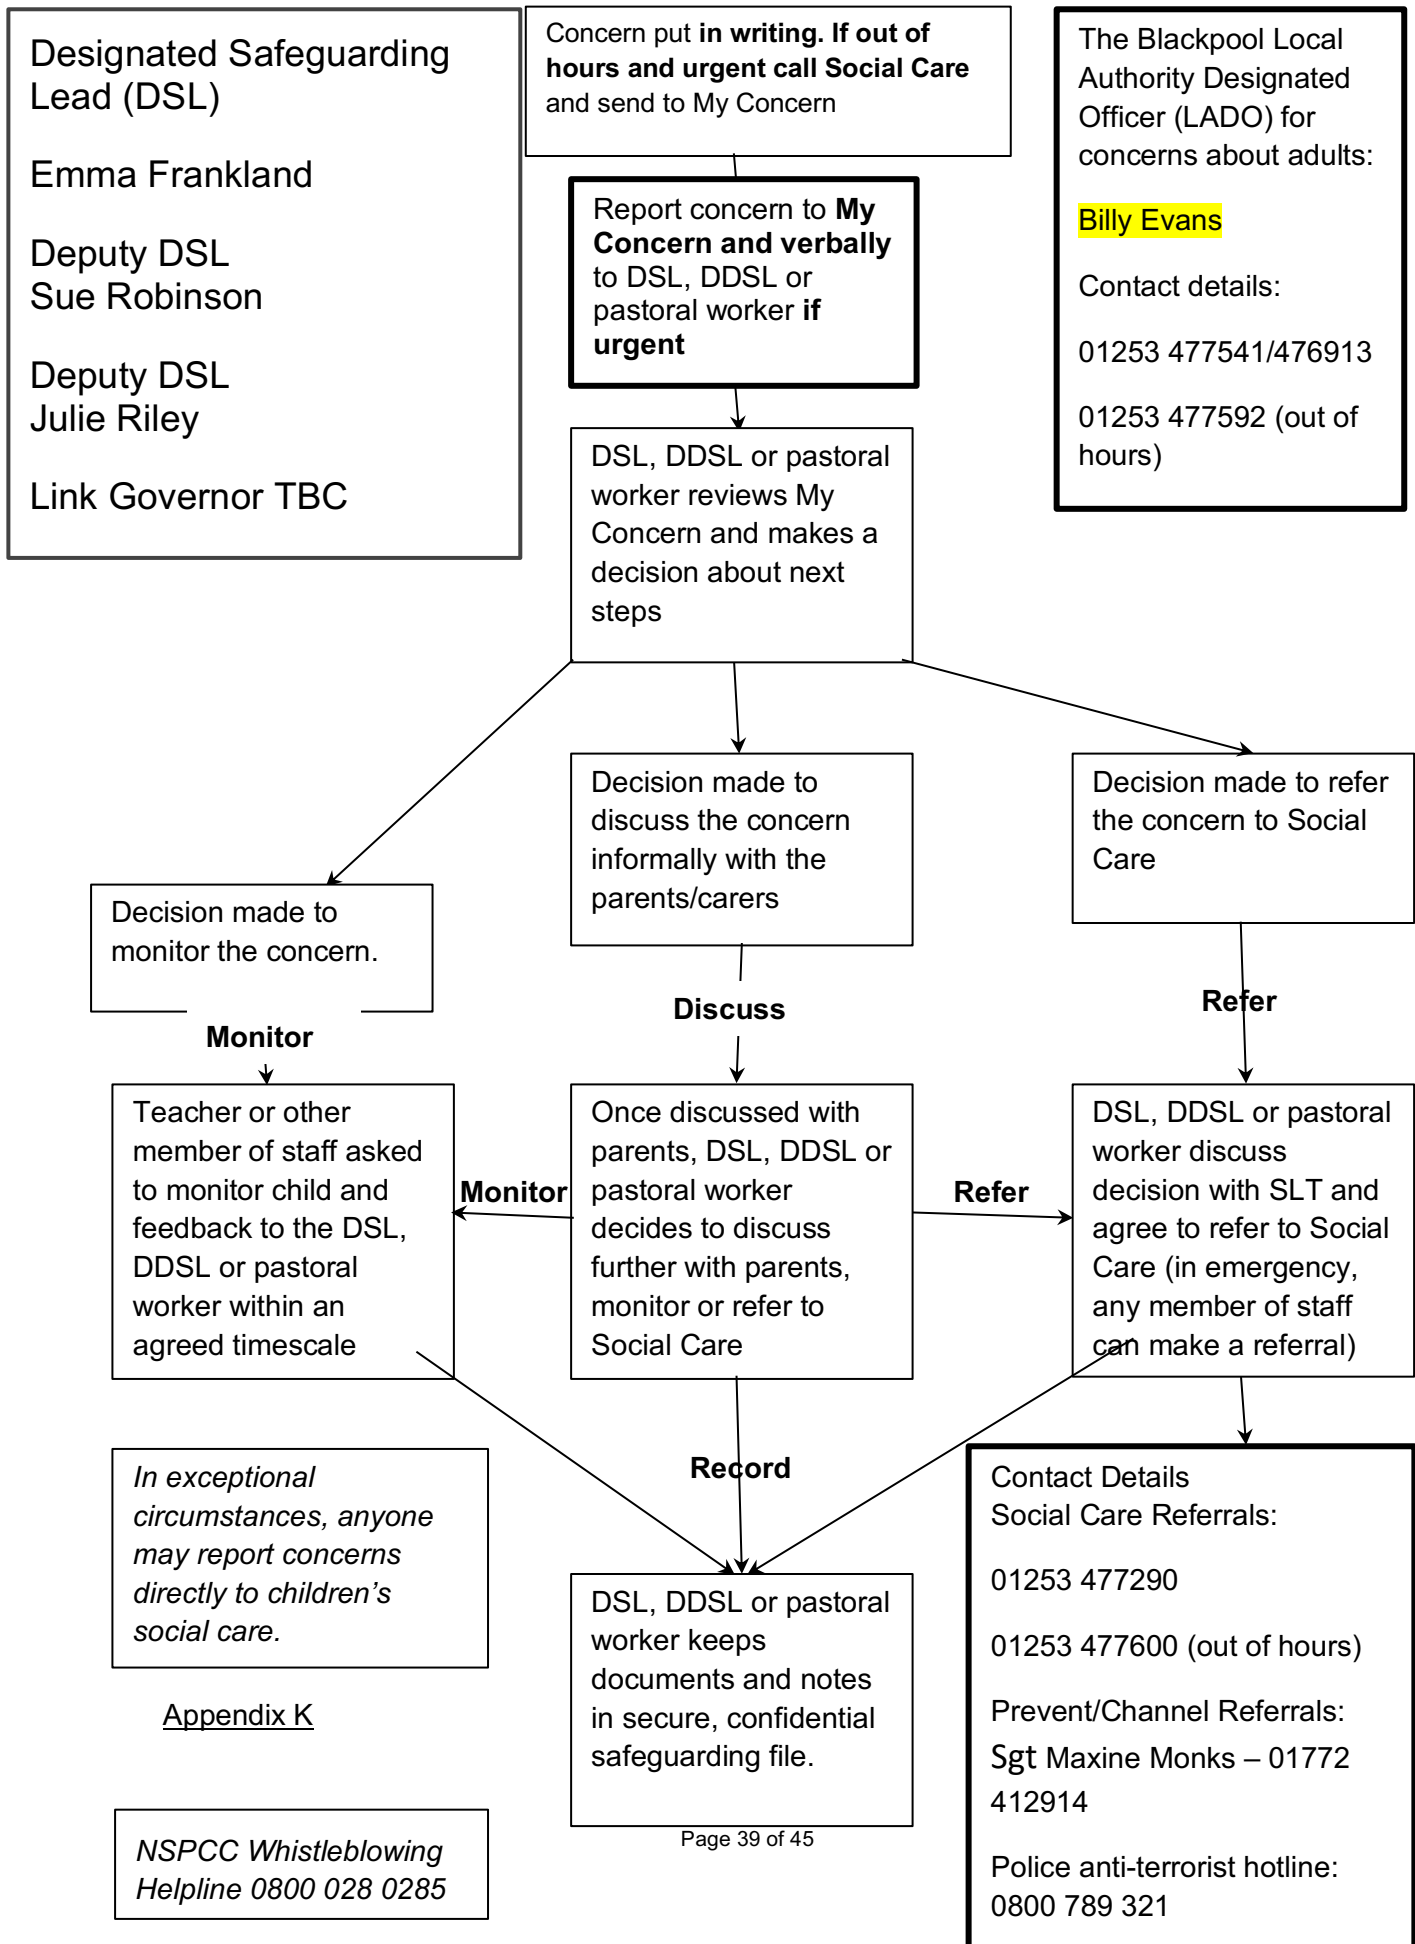 Designated Safeguarding
Lead (DSL)
Emma Frankland
Deputy DSL
Sue Robinson
Deputy DSL
Julie Riley
Link Governor TBC
Concern put in writing. If out of
hours and urgent call Social Care
and send to My Concern
The Blackpool Local
Authority Designated
Officer (LADO) for
concerns about adults:
Billy Evans
Contact details:
01253 477541/476913
01253 477592 (out of
hours)
Report concern to My
Concern and verbally
to DSL, DDSL or
pastoral worker if
urgent
DSL, DDSL or pastoral
worker reviews My
Concern and makes a
decision about next
steps
Decision made to
monitor the concern.
Decision made to
discuss the concern
informally with the
parents/carers
Decision made to refer
the concern to Social
Care
Monitor
Discuss
Refer
Teacher or other
member of staff asked
to monitor child and
feedback to the DSL,
DDSL or pastoral
worker within an
agreed timescale
Monitor
Once discussed with
parents, DSL, DDSL or
pastoral worker
decides to discuss
further with parents,
monitor or refer to
Social Care
Refer
DSL, DDSL or pastoral
worker discuss
decision with SLT and
agree to refer to Social
Care (in emergency,
any member of staff
can make a referral)
In exceptional
circumstances, anyone
may report concerns
directly to children’s
social care.
Record
DSL, DDSL or pastoral
worker keeps
documents and notes
in secure, confidential
safeguarding file.
Contact Details
Social Care Referrals:
01253 477290
01253 477600 (out of hours)
Prevent/Channel Referrals:
Sgt Maxine Monks – 01772
412914
Police anti-terrorist hotline:
0800 789 321
Appendix K
NSPCC Whistleblowing
Helpline 0800 028 0285
Page 39 of 45